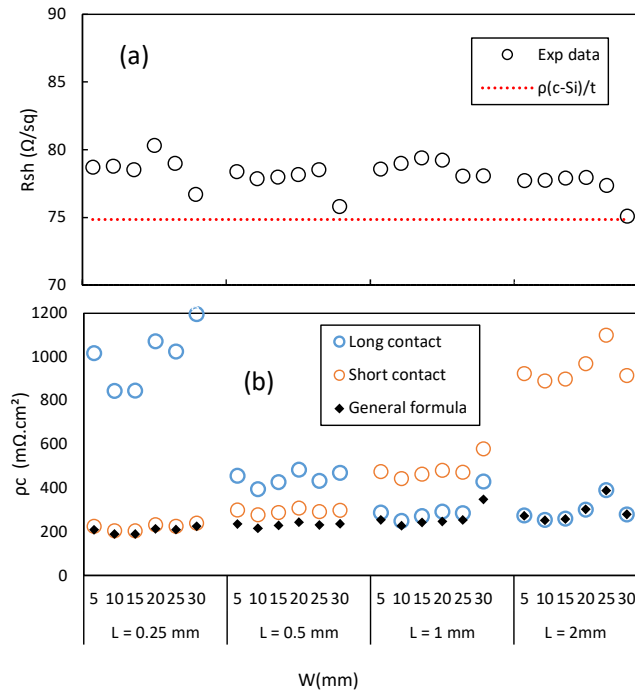 90
85
80
75
70
Rsh (Ω/sq)
(a)
Exp data
ρ(c-Si)/t
1200
1000
800
600
400
200
0
ρc (mΩ.cm²)
(b)
Long contact
Short contact
General formula
5 10 15 20 25 30 5 10 15 20 25 30 5 10 15 20 25 30 5 10 15 20 25 30
L = 0.25 mm L = 0.5 mm L = 1 mm L = 2mm
W(mm)